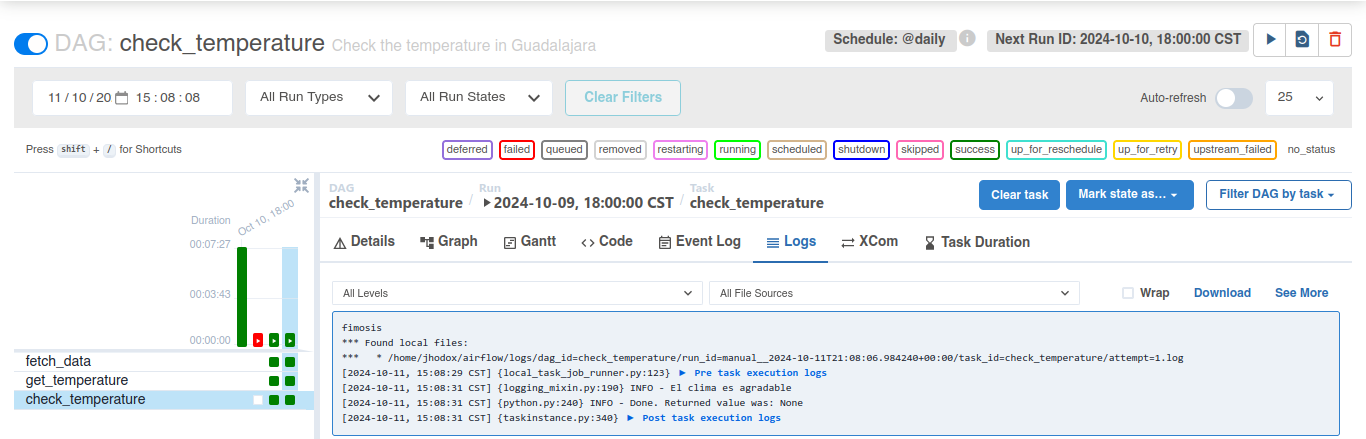 DAG: check_temperature Check the temperature in Guadalajara Schedule: @daily i Next Run ID: 2024-10-10, 18:00:00 CST
11 / 10 / 20 15 : 08 : 08 All Run Types All Run States Clear Filters Auto-refresh 25
Press shift + / for Shortcuts deferred failed queued removed restarting running scheduled shutdown skipped success up_for_reschedule up_for_retry upstream_failed no_status
DAG Run Task
check_temperature / 2024-10-09, 18:00:00 CST / check_temperature Clear task Mark state as... Filter DAG by task
Duration Oct 10, 18:00
00:07:27
00:03:43
00:00:00
fetch_data
get_temperature
check_temperature
Details Graph Gantt Code Event Log Logs XCom Task Duration
All Levels All File Sources Wrap Download See More
fimosis
*** Found local files:
***   * /home/jhodox/airflow/logs/dag_id=check_temperature/run_id=manual__2024-10-11T21:08:06.984240+00:00/task_id=check_temperature/attempt=1.log
[2024-10-11, 15:08:29 CST] {local_task_job_runner.py:123} ▶ Pre task execution logs
[2024-10-11, 15:08:31 CST] {logging_mixin.py:190} INFO - El clima es agradable
[2024-10-11, 15:08:31 CST] {python.py:240} INFO - Done. Returned value was: None
[2024-10-11, 15:08:31 CST] {taskinstance.py:340} ▶ Post task execution logs